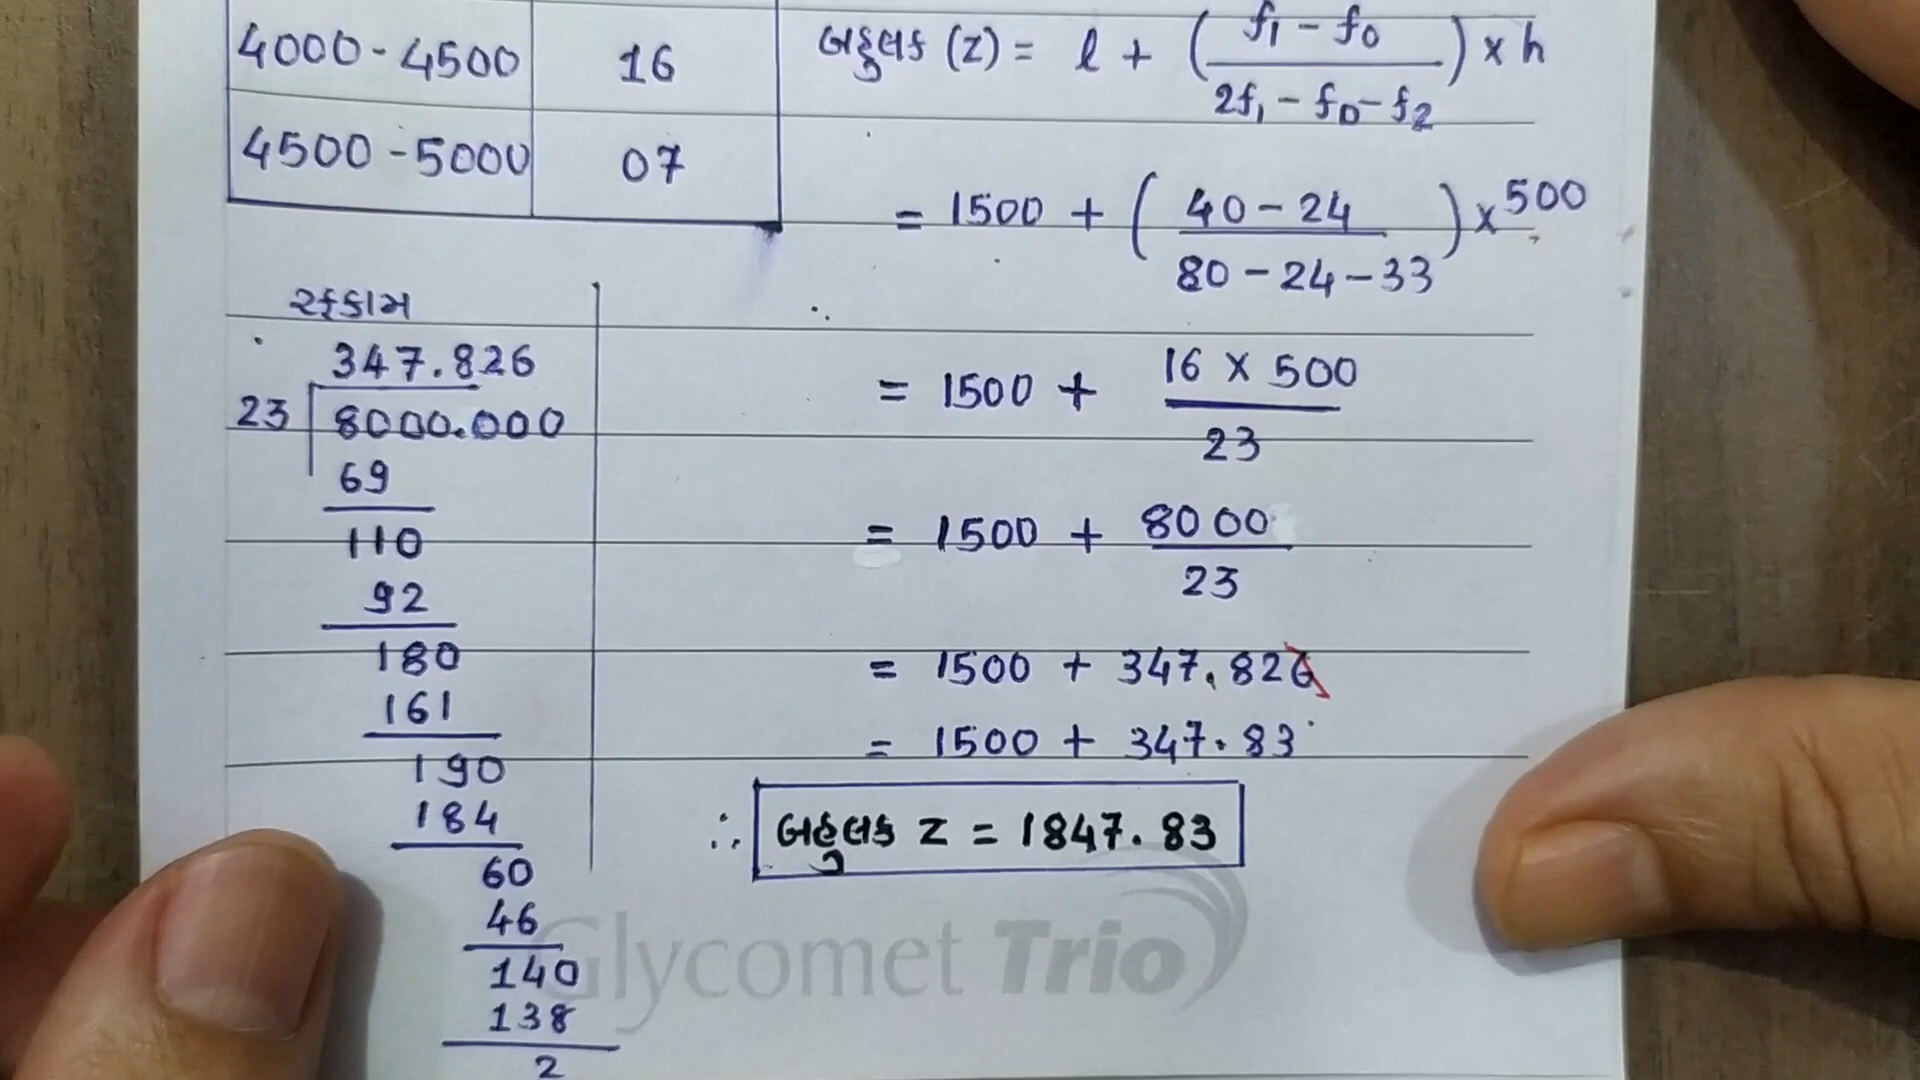 4000-4500 16
4500-5000 07
બહુલક (Z) = l + ( f₁ - f₀ / 2f₁ - f₀ - f₂ ) × h
= 1500 + ( 40 - 24 / 80 - 24 - 33 ) × 500
= 1500 + 16 × 500 / 23
= 1500 + 8000 / 23
= 1500 + 347.826
= 1500 + 347.83
∴ બહુલક Z = 1847.83
રફકામ
347.826
23 8000.000
69
110
92
180
161
190
184
60
46
140
138
2
Glycomet Trio